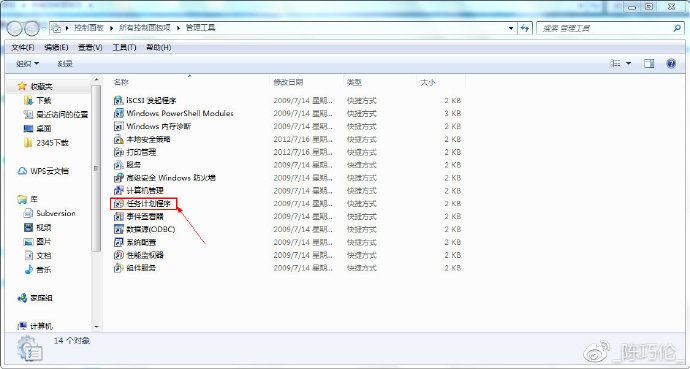 控制面板 ▸ 所有控制面板项 ▸ 管理工具
搜索 管理工具
文件(F) 编辑(E) 查看(V) 工具(T) 帮助(H)
组织 刻录
收藏夹
下载
最近访问的位置
桌面
2345下载
WPS云文档
库
Subversion
视频
图片
文档
音乐
家庭组
计算机
名称 修改日期 类型 大小
iSCSI 发起程序 2009/7/14 星期... 快捷方式 2 KB
Windows PowerShell Modules 2009/7/14 星期... 快捷方式 3 KB
Windows 内存诊断 2009/7/14 星期... 快捷方式 2 KB
本地安全策略 2012/7/16 星期... 快捷方式 2 KB
打印管理 2012/7/16 星期... 快捷方式 2 KB
服务 2009/7/14 星期... 快捷方式 2 KB
高级安全 Windows 防火墙 2009/7/14 星期... 快捷方式 2 KB
计算机管理 2009/7/14 星期... 快捷方式 2 KB
任务计划程序 2009/7/14 星期... 快捷方式 2 KB
事件查看器 2009/7/14 星期... 快捷方式 2 KB
数据源(ODBC) 2009/7/14 星期... 快捷方式 2 KB
系统配置 2009/7/14 星期... 快捷方式 2 KB
性能监视器 2009/7/14 星期... 快捷方式 2 KB
组件服务 2009/7/14 星期... 快捷方式 2 KB
14 个对象
_陈巧伦_